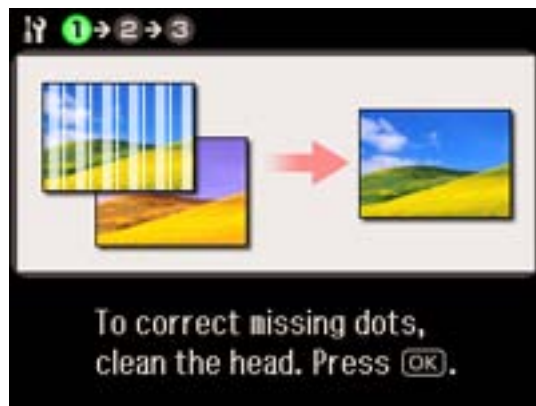 1 → 2 → 3
To correct missing dots,
clean the head. Press OK.